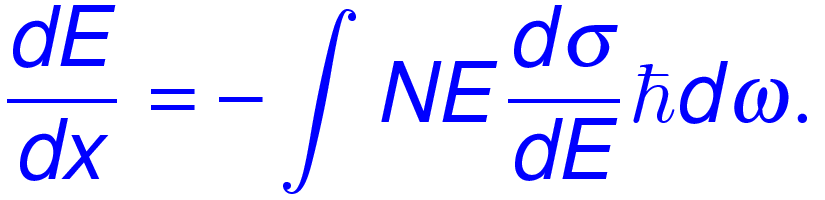 dE/dx = − ∫ NE dσ/dE ħdω.